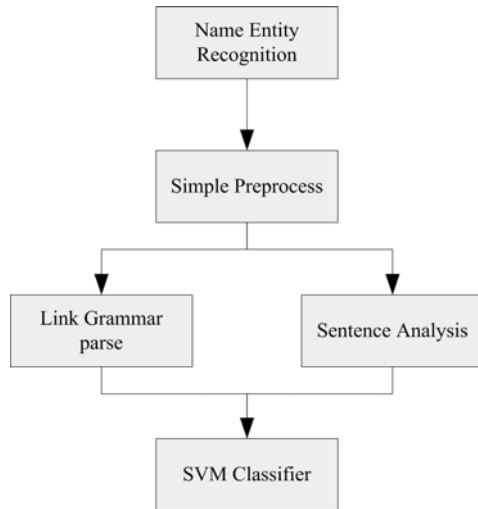 Name Entity
Recognition
Simple Preprocess
Link Grammar
parse
Sentence Analysis
SVM Classifier